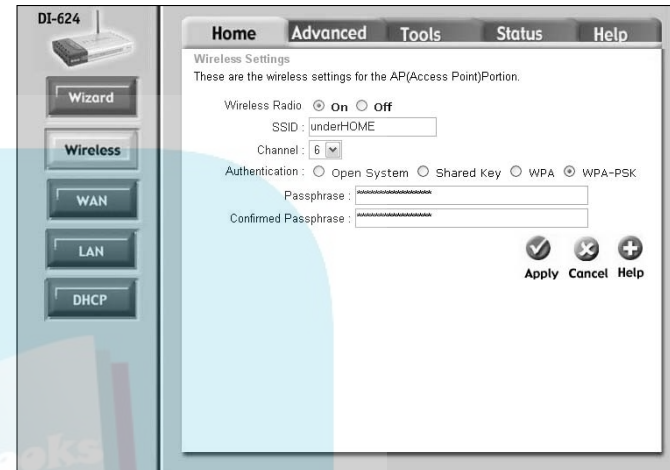 DI-624
Home Advanced Tools Status Help
Wizard
Wireless
WAN
LAN
DHCP
Wireless Settings
These are the wireless settings for the AP(Access Point)Portion.
Wireless Radio On Off
SSID : underHOME
Channel : 6
Authentication : Open System Shared Key WPA WPA-PSK
Passphrase : ******************
Confirmed Passphrase : ******************
Apply Cancel Help
ooks